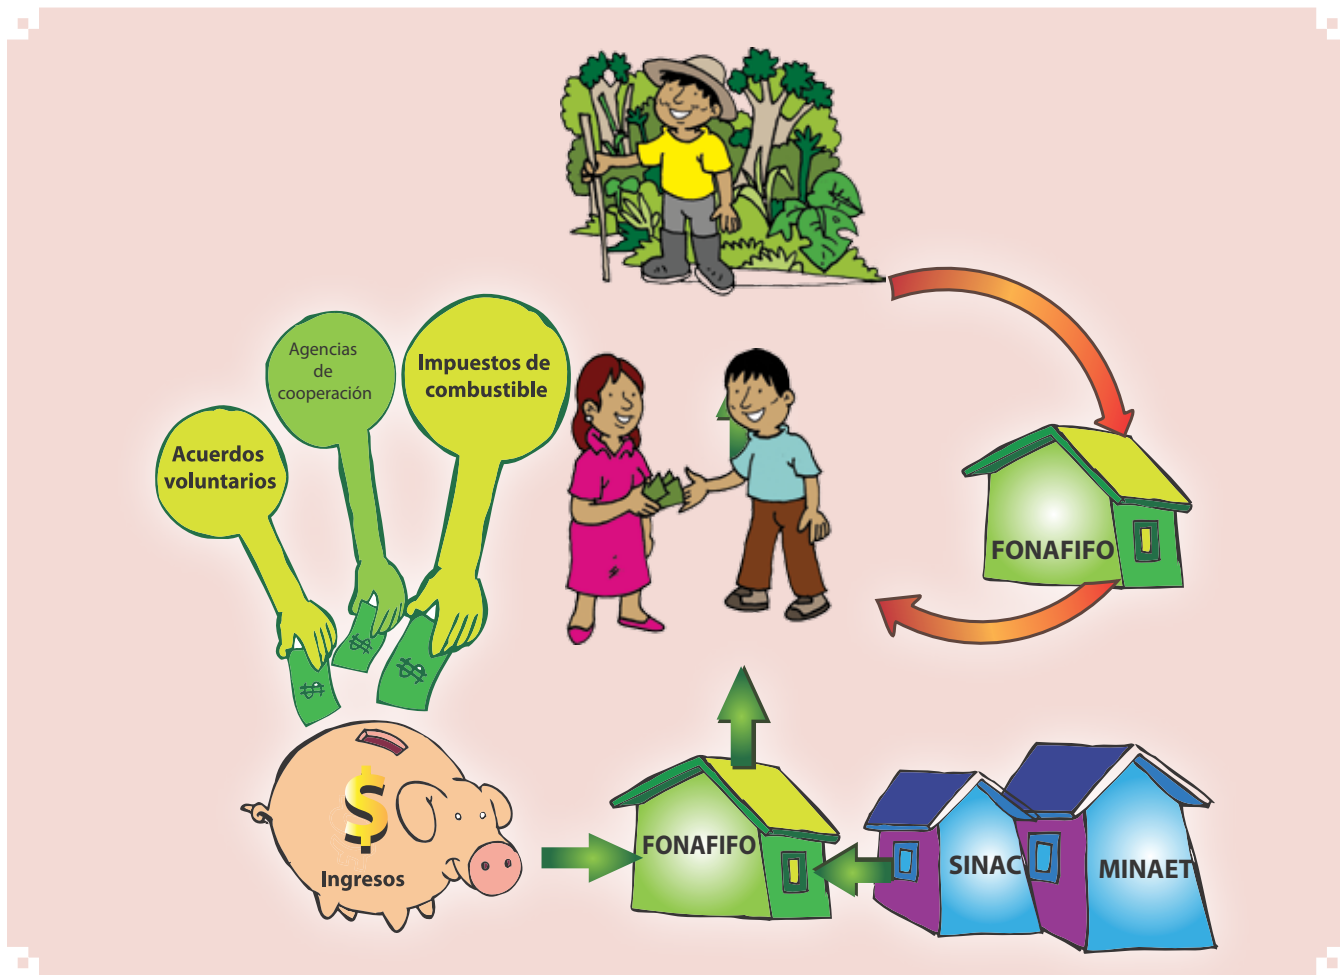 Agencias
de
cooperación
Impuestos de
combustible
Acuerdos
voluntarios
FONAFIFO
$
$
$
$
Ingresos
FONAFIFO
SINAC
MINAET